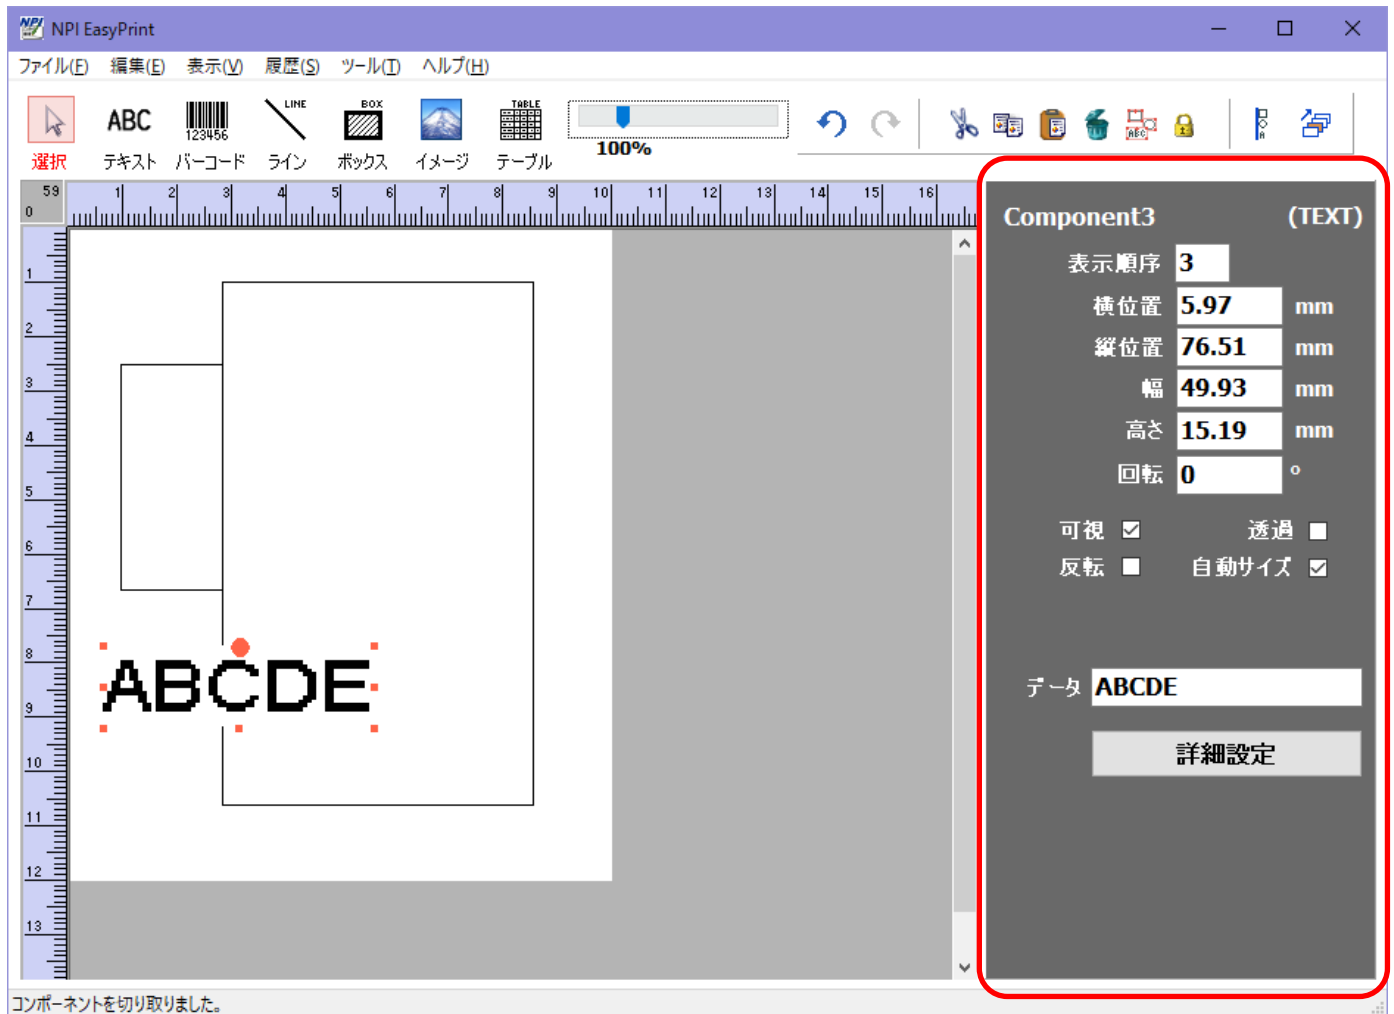 NPI EasyPrint
ファイル(F) 編集(E) 表示(V) 履歴(S) ツール(T) ヘルプ(H)
ABC
123456
LINE
BOX
TABLE
100%
選択 テキスト バーコード ライン ボックス イメージ テーブル
59
0
1 2 3 4 5 6 7 8 9 10 11 12 13 14 15 16
1
2
3
4
5
6
7
8
9
10
11
12
13
ABCDE
Component3 (TEXT)
表示順序 3
横位置 5.97 mm
縦位置 76.51 mm
幅 49.93 mm
高さ 15.19 mm
回転 0 °
可視 透過
反転 自動サイズ
データ ABCDE
詳細設定
コンポーネントを切り取りました。